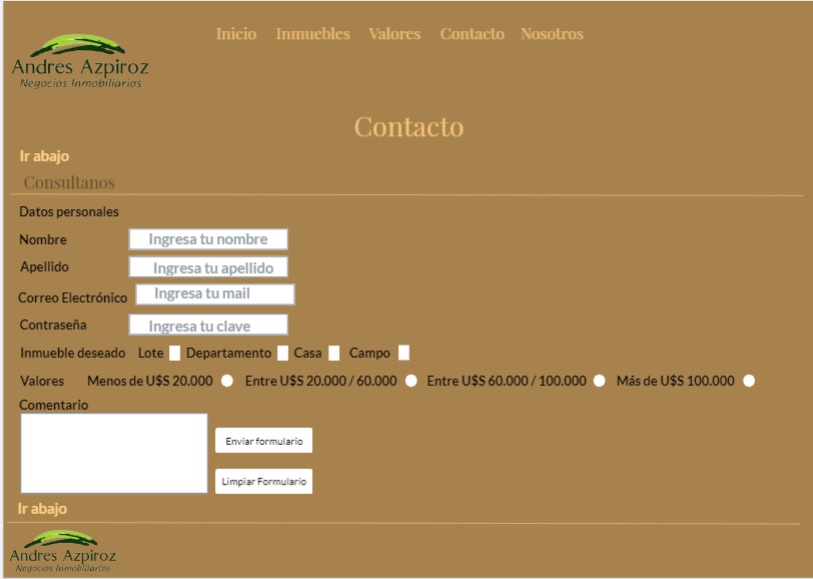 Inicio Inmuebles Valores Contacto Nosotros
Andres Azpiroz
Negocios Inmobiliarios
Contacto
Ir abajo
Consultanos
Datos personales
Nombre Ingresa tu nombre
Apellido Ingresa tu apellido
Correo Electrónico Ingresa tu mail
Contraseña Ingresa tu clave
Inmueble deseado Lote Departamento Casa Campo
Valores Menos de U$S 20.000 Entre U$S 20.000 / 60.000 Entre U$S 60.000 / 100.000 Más de U$S 100.000
Comentario
Enviar formulario
Limpiar Formulario
Ir abajo
Andres Azpiroz
Negocios Inmobiliarios